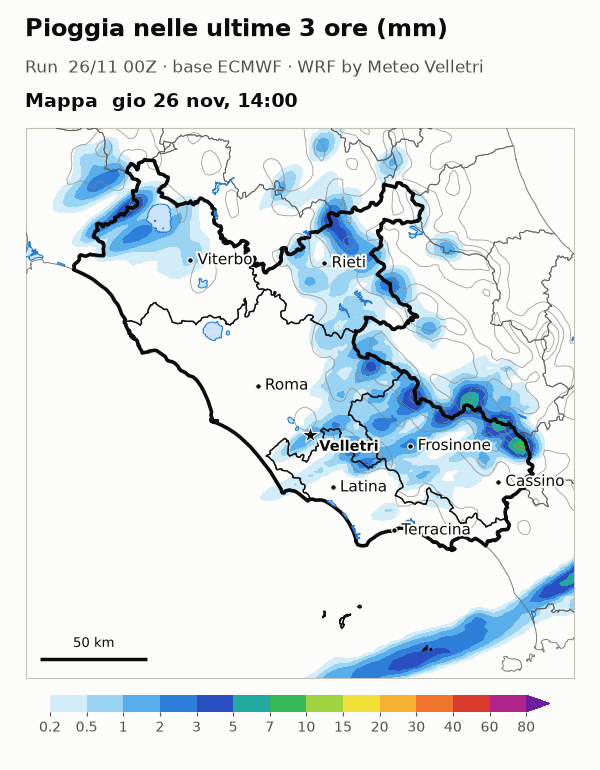 Pioggia nelle ultime 3 ore (mm)
Run  26/11 00Z · base ECMWF · WRF by Meteo Velletri
Mappa  gio 26 nov, 14:00
Viterbo
Rieti
Roma
Velletri
Frosinone
Latina
Cassino
Terracina
50 km
0.2 0.5 1 2 3 5 7 10 15 20 30 40 60 80